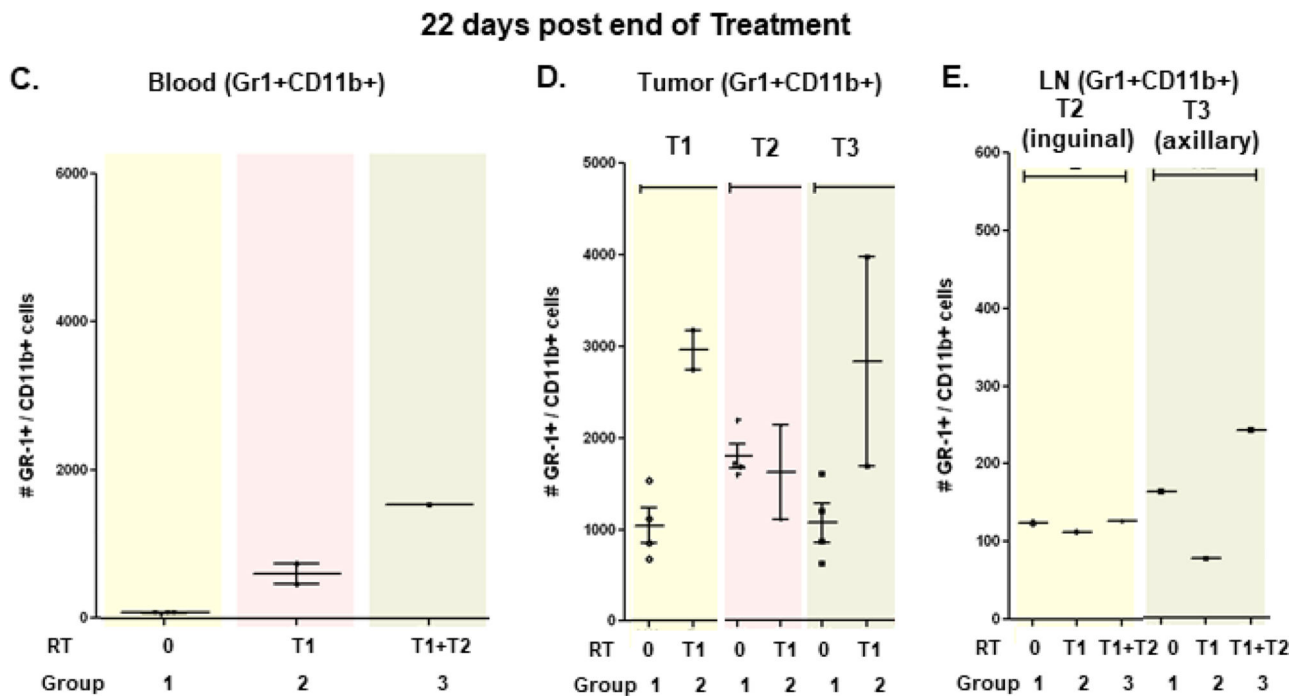 22 days post end of Treatment
C.
Blood (Gr1+CD11b+)
# GR-1+ / CD11b+ cells
6000
4000
2000
0
RT 0 T1 T1+T2
Group 1 2 3
D.
Tumor (Gr1+CD11b+)
T1 T2 T3
# GR-1+ / CD11b+ cells
5000
4000
3000
2000
1000
0
RT 0 T1 0 T1 0 T1
Group 1 2 1 2 1 2
E.
LN (Gr1+CD11b+)
T2 T3
(inguinal) (axillary)
# GR-1+ / CD11b+ cells
600
500
400
300
200
100
0
RT 0 T1 T1+T2 0 T1 T1+T2
Group 1 2 3 1 2 3